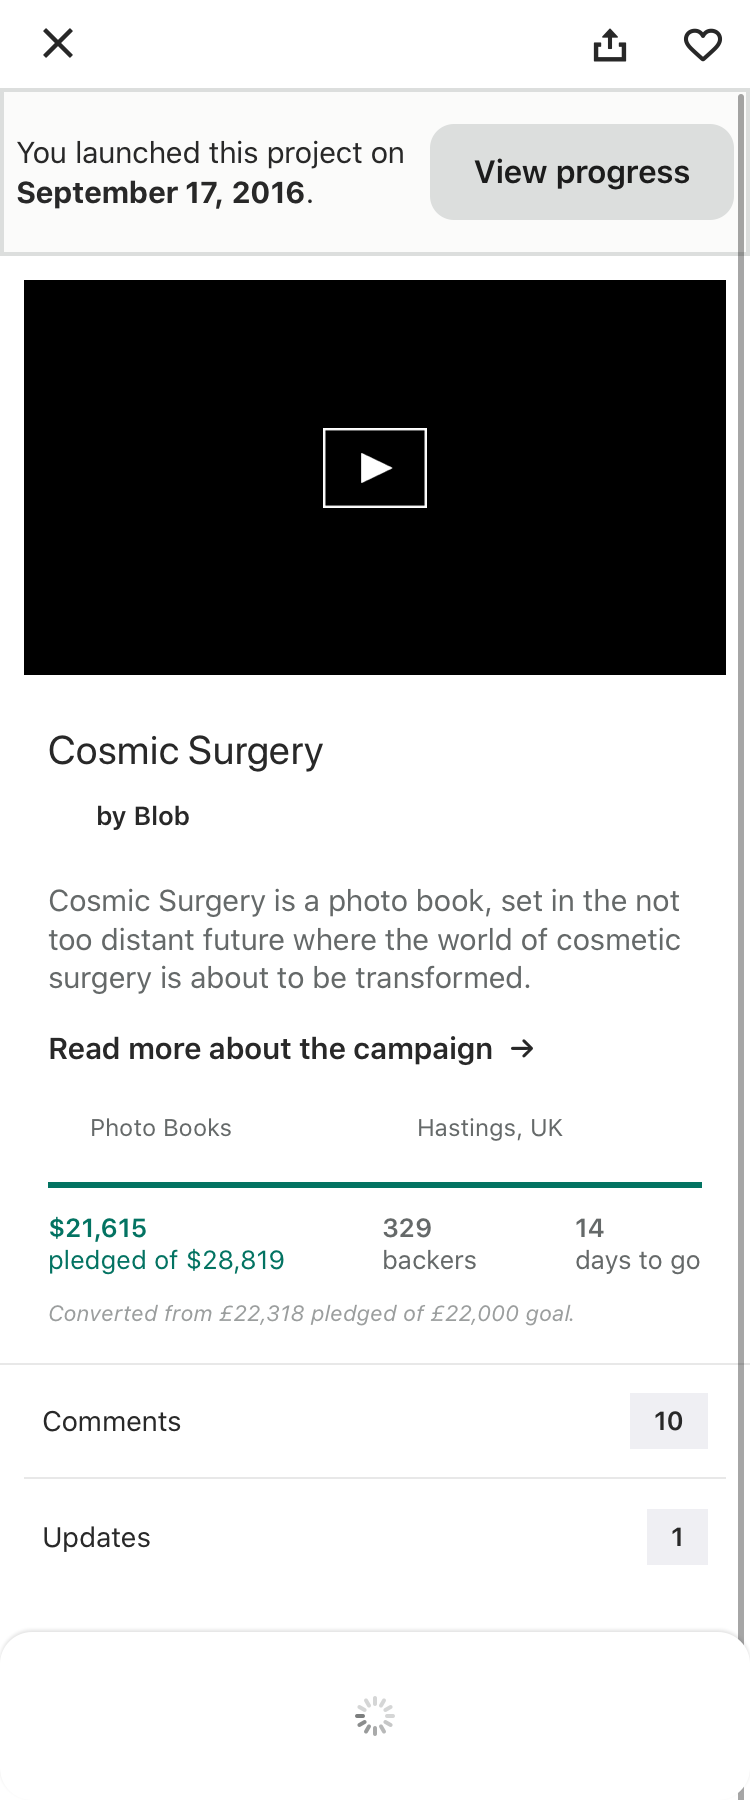 You launched this project on
September 17, 2016.
View progress
Cosmic Surgery
by Blob
Cosmic Surgery is a photo book, set in the not
too distant future where the world of cosmetic
surgery is about to be transformed.
Read more about the campaign →
Photo Books
Hastings, UK
$21,615
pledged of $28,819
329
backers
14
days to go
Converted from £22,318 pledged of £22,000 goal.
Comments
10
Updates
1